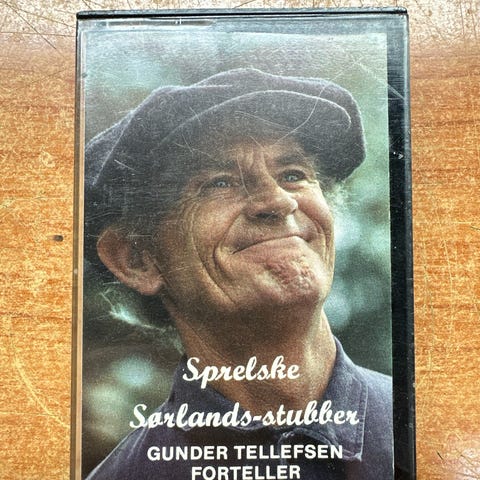 Sprelske
Sørlands-stubber
GUNDER TELLEFSEN
FORTELLER